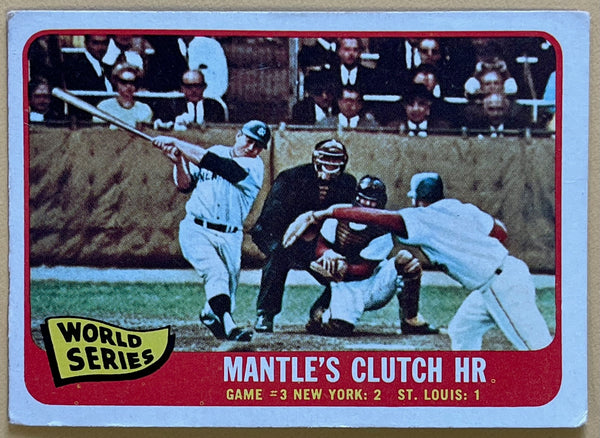 WORLD
SERIES
MANTLE'S CLUTCH HR
GAME #3 NEW YORK: 2 ST. LOUIS: 1